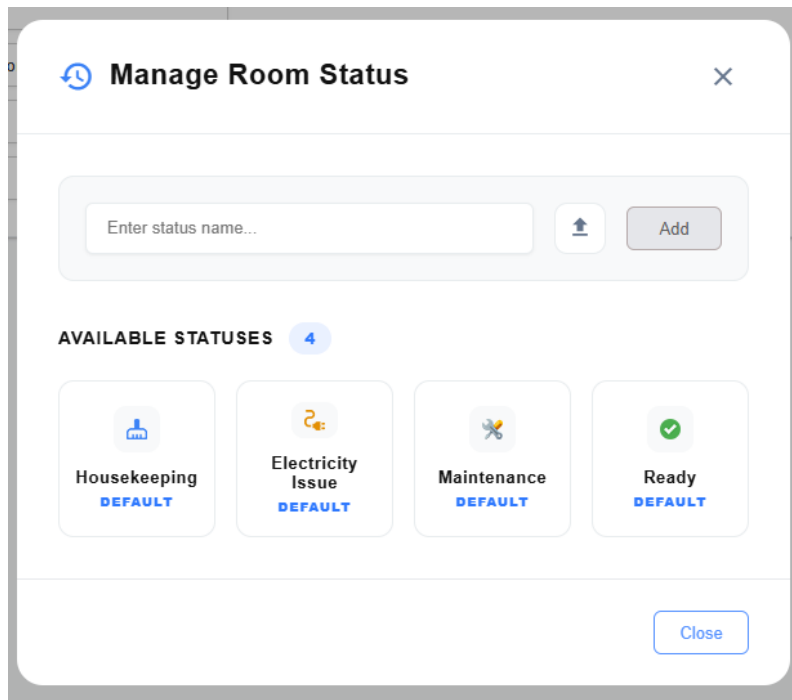 Manage Room Status
Enter status name...
Add
AVAILABLE STATUSES 4
Housekeeping
DEFAULT
Electricity
Issue
DEFAULT
Maintenance
DEFAULT
Ready
DEFAULT
Close